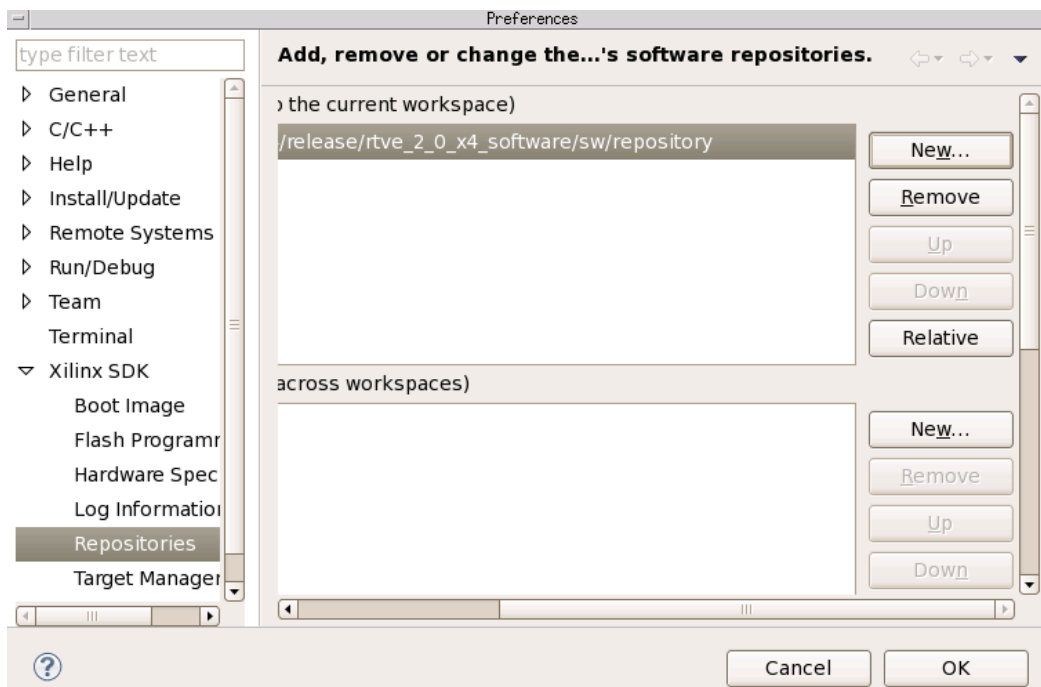 Preferences
type filter text
Add, remove or change the...'s software repositories.
General
C/C++
Help
Install/Update
Remote Systems
Run/Debug
Team
Terminal
Xilinx SDK
Boot Image
Flash Programm
Hardware Spec
Log Information
Repositories
Target Manager
the current workspace)
/release/rtve_2_0_x4_software/sw/repository
New...
Remove
Up
Down
Relative
across workspaces)
New...
Remove
Up
Down
Cancel
OK